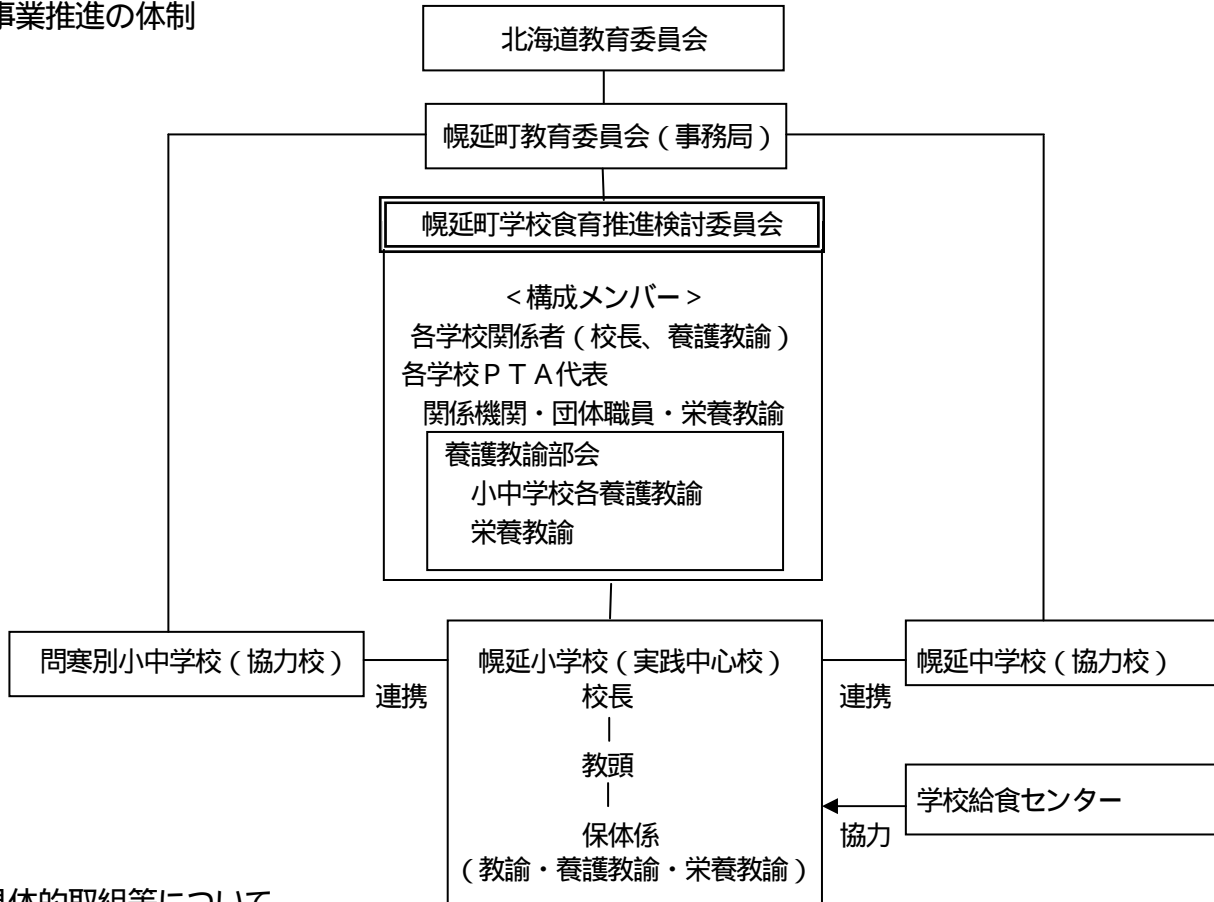 事業推進の体制
北海道教育委員会
幌延町教育委員会（事務局）
幌延町学校食育推進検討委員会
＜構成メンバー＞
各学校関係者（校長、養護教諭）
各学校ＰＴＡ代表
関係機関・団体職員・栄養教諭
養護教諭部会
小中学校各養護教諭
栄養教諭
問寒別小中学校（協力校）
連携
幌延小学校（実践中心校）
校長
教頭
保体係
（教諭・養護教諭・栄養教諭）
連携
幌延中学校（協力校）
学校給食センター
協力
具体的取組等について